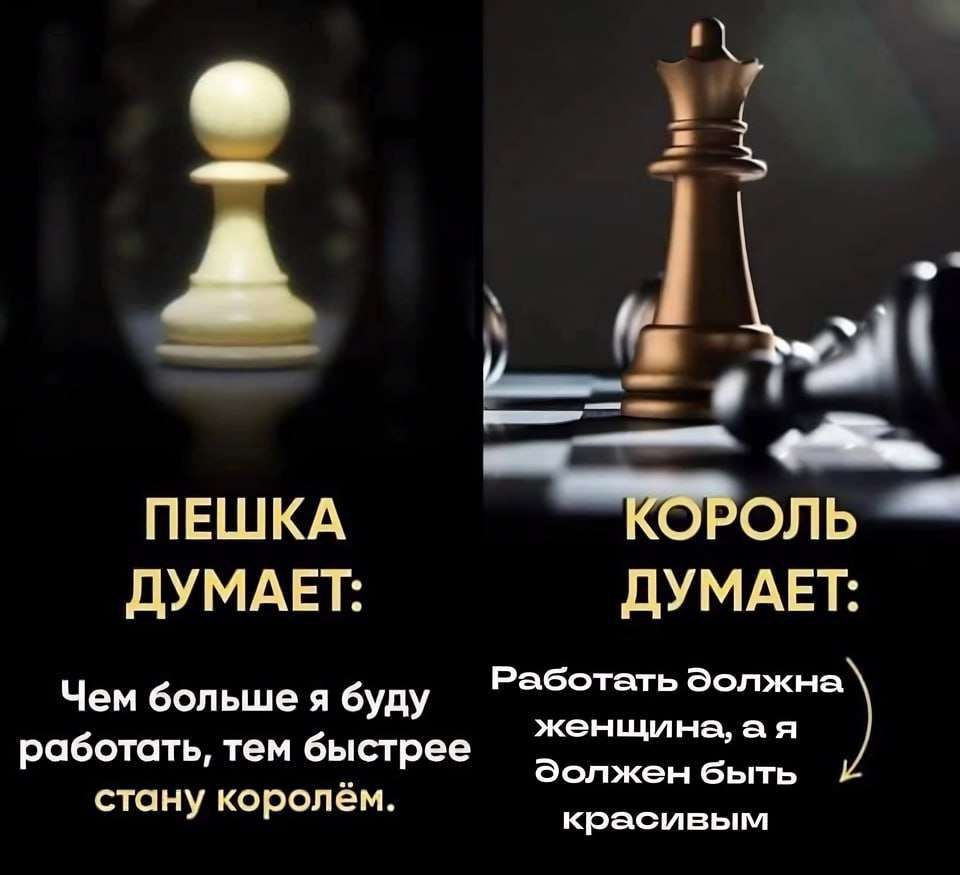 ПЕШКА
ДУМАЕТ:
Чем больше я буду
работать, тем быстрее
стану королём.
КОРОЛЬ
ДУМАЕТ:
Работать должна
женщина, а я
должен быть
красивым